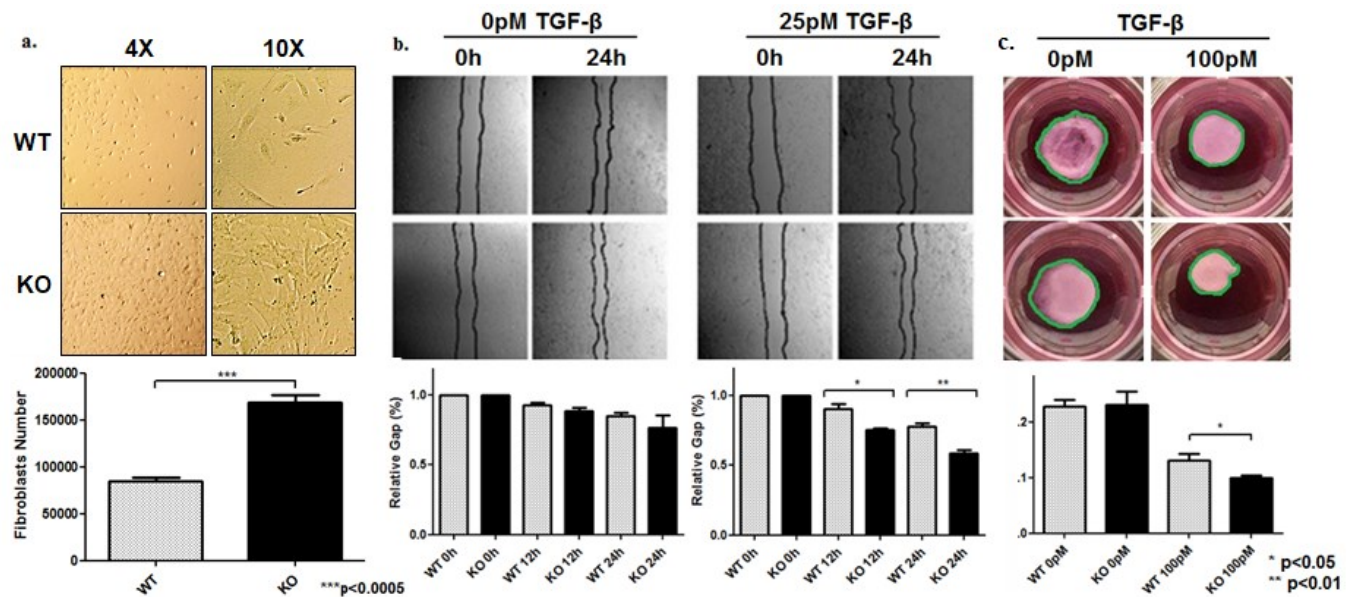 a.
4X 10X
WT
KO
200000
150000
100000
50000
0
Fibroblasts Number
***
WT KO
***p<0.0005
b.
0pM TGF-β 25pM TGF-β
0h 24h 0h 24h
1.0
0.5
0.0
Relative Gap (%)
WT 0h KO 0h WT 12h KO 12h WT 24h KO 24h
1.0
0.5
0.0
Relative Gap (%)
* **
WT 0h KO 0h WT 12h KO 12h WT 24h KO 24h
c.
TGF-β
0pM 100pM
.2
.1
.0
*
WT 0pM KO 0pM WT 100pM KO 100pM
* p<0.05
** p<0.01